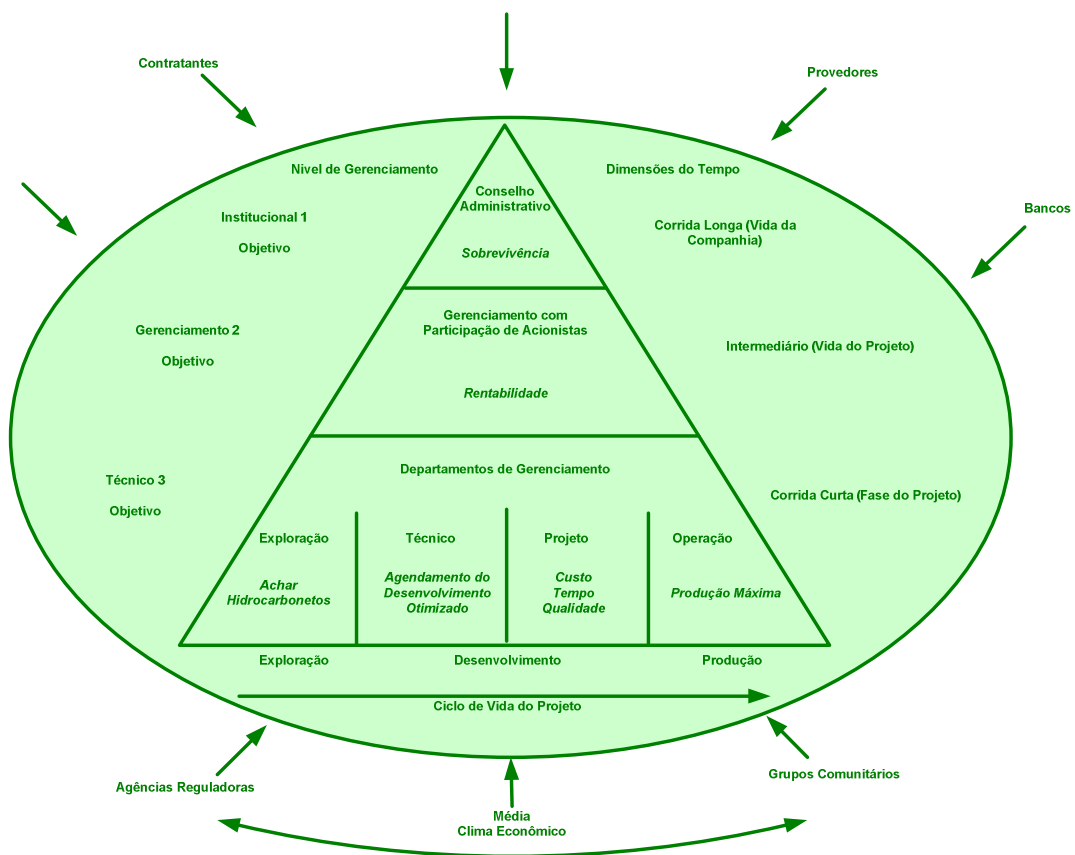 Contratantes
Provedores
Nivel de Gerenciamento
Dimensões do Tempo
Conselho
Administrativo
Institucional 1
Objetivo
Sobrevivência
Corrida Longa (Vida da
Companhia)
Bancos
Gerenciamento 2
Objetivo
Gerenciamento com
Participação de Acionistas
Rentabilidade
Intermediário (Vida do Projeto)
Técnico 3
Objetivo
Departamentos de Gerenciamento
Corrida Curta (Fase do Projeto)
Exploração
Técnico
Projeto
Operação
Achar
Hidrocarbonetos
Agendamento do
Desenvolvimento
Otimizado
Custo
Tempo
Qualidade
Produção Máxima
Exploração
Desenvolvimento
Produção
Ciclo de Vida do Projeto
Agências Reguladoras
Grupos Comunitários
Média
Clima Econômico